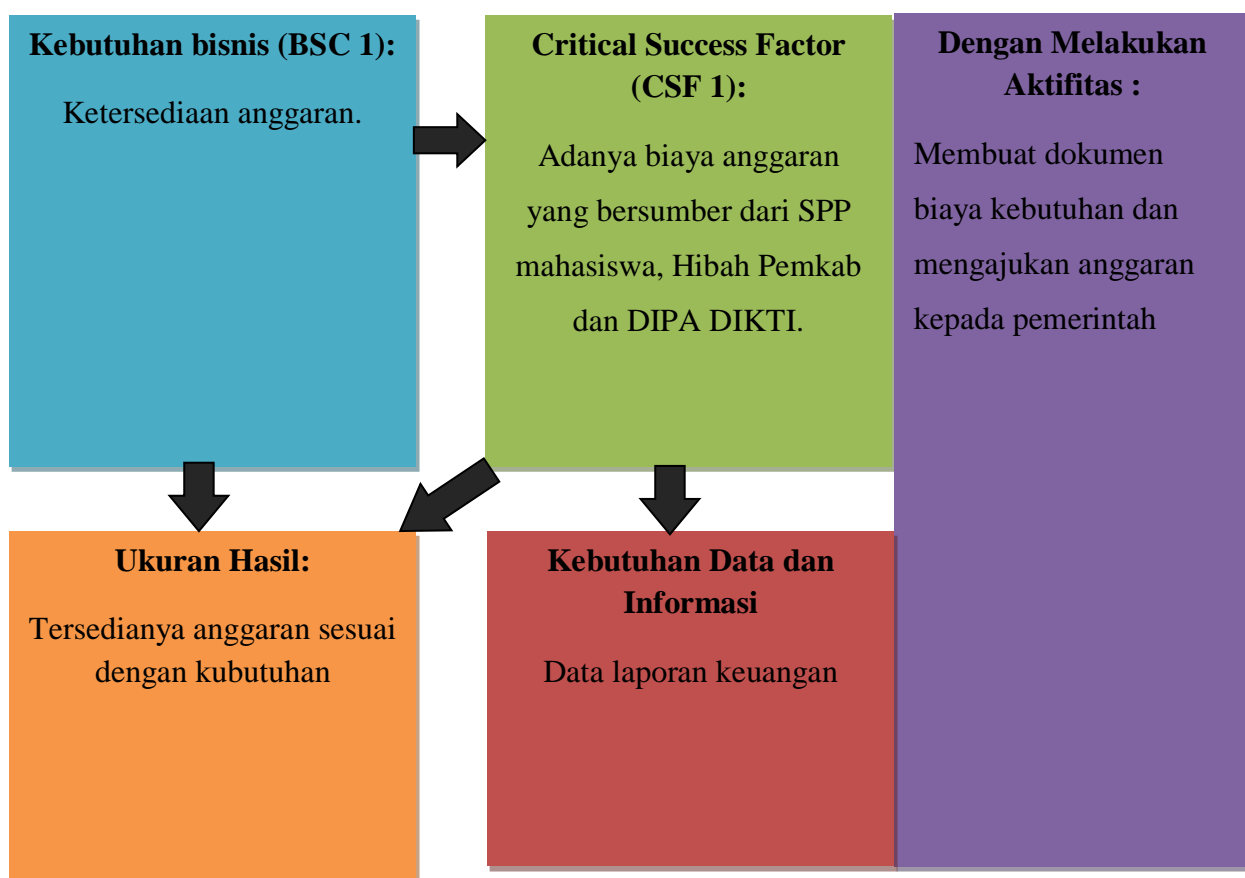 Kebutuhan bisnis (BSC 1):
Ketersediaan anggaran.
Critical Success Factor
(CSF 1):
Adanya biaya anggaran
yang bersumber dari SPP
mahasiswa, Hibah Pemkab
dan DIPA DIKTI.
Dengan Melakukan
Aktifitas :
Membuat dokumen
biaya kebutuhan dan
mengajukan anggaran
kepada pemerintah
Ukuran Hasil:
Tersedianya anggaran sesuai
dengan kubutuhan
Kebutuhan Data dan
Informasi
Data laporan keuangan